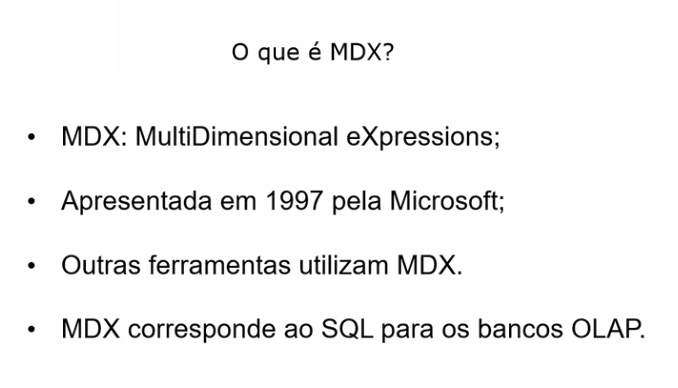 O que é MDX?
• MDX: MultiDimensional eXpressions;
• Apresentada em 1997 pela Microsoft;
• Outras ferramentas utilizam MDX.
• MDX corresponde ao SQL para os bancos OLAP.